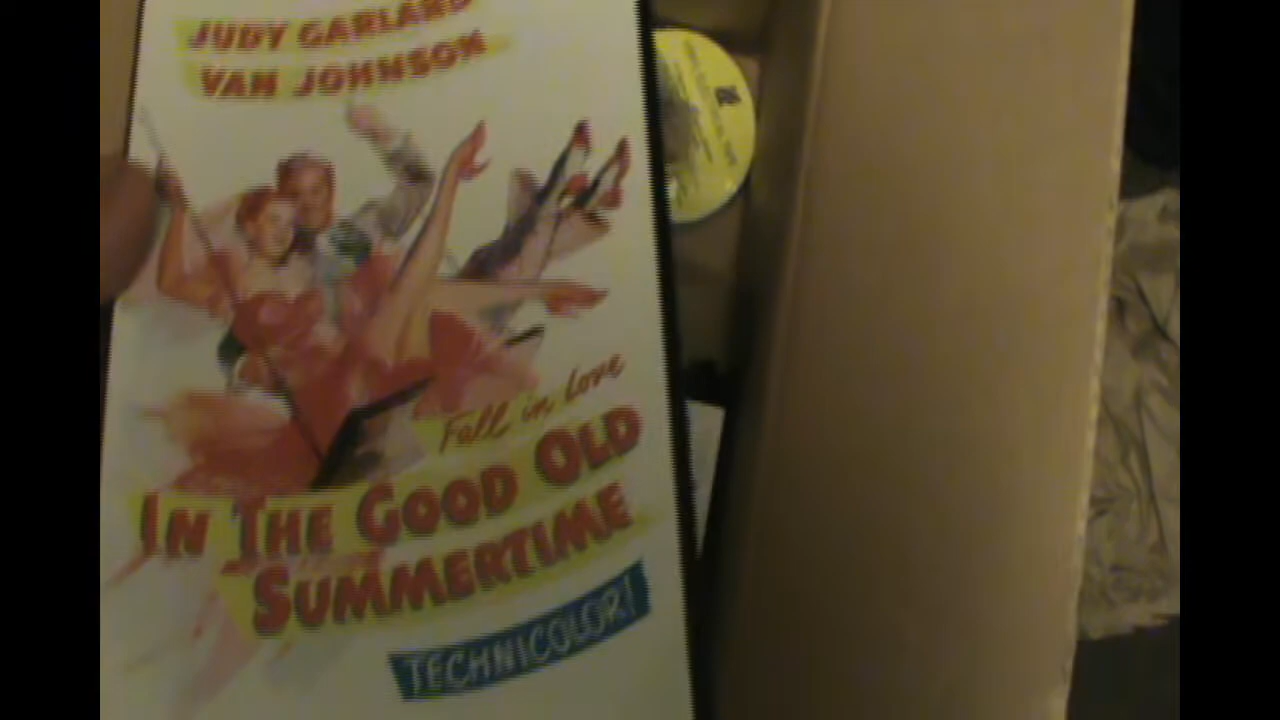 JUDY GARLAND
VAN JOHNSON
Fall in Love
IN THE GOOD OLD
SUMMERTIME
TECHNICOLOR!